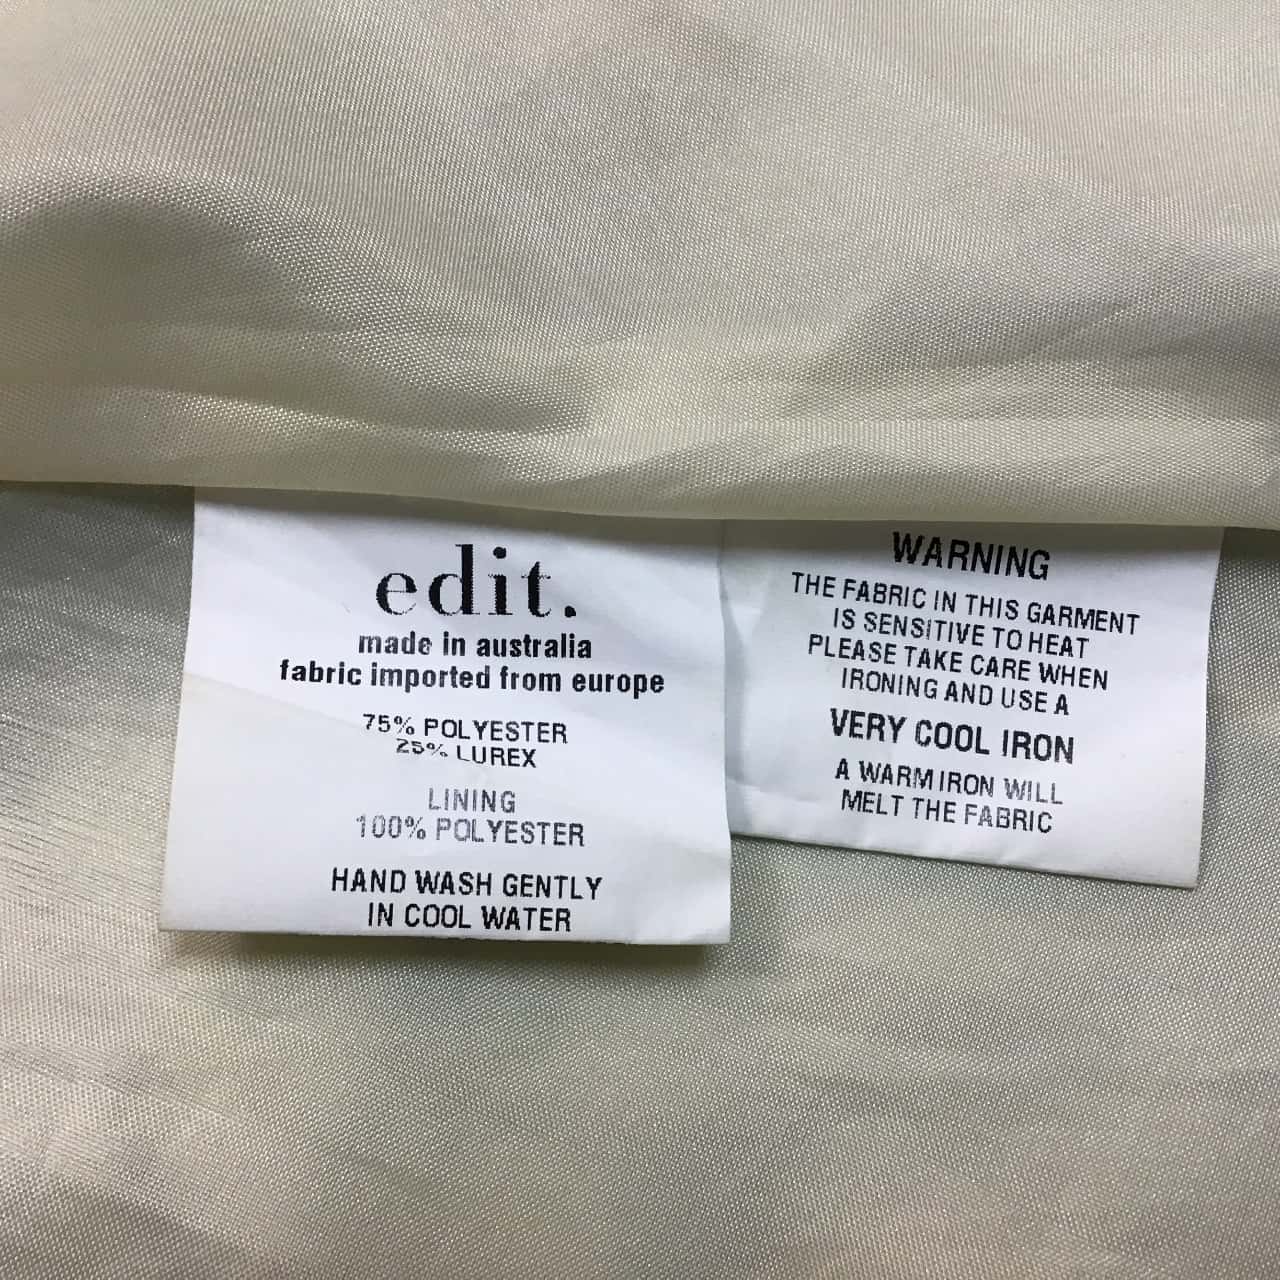 edit.
made in australia
fabric imported from europe
75% POLYESTER
25% LUREX
LINING
100% POLYESTER
HAND WASH GENTLY
IN COOL WATER
WARNING
THE FABRIC IN THIS GARMENT
IS SENSITIVE TO HEAT
PLEASE TAKE CARE WHEN
IRONING AND USE A
VERY COOL IRON
A WARM IRON WILL
MELT THE FABRIC